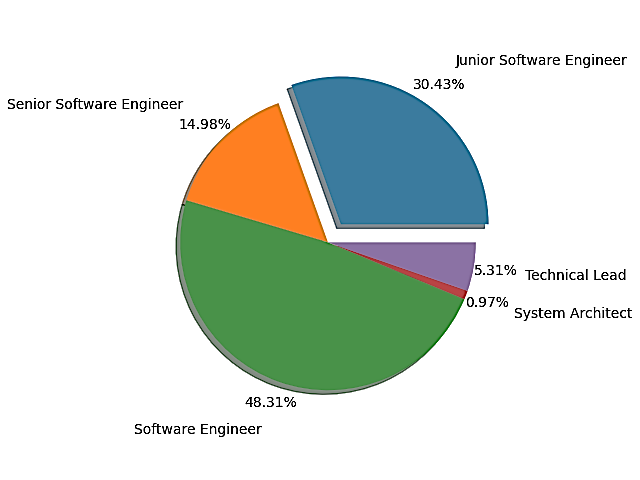 Junior Software Engineer
30.43%
Senior Software Engineer
14.98%
5.31%
Technical Lead
0.97%
System Architect
48.31%
Software Engineer